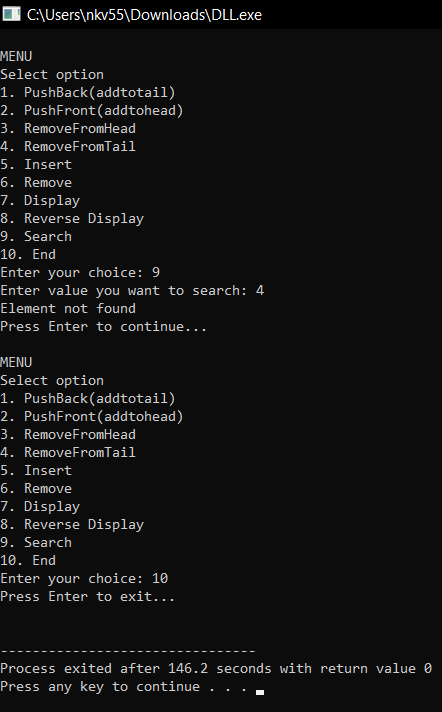 C:\Users\nkv55\Downloads\DLL.exe
MENU
Select option
1. PushBack(addtotail)
2. PushFront(addtohead)
3. RemoveFromHead
4. RemoveFromTail
5. Insert
6. Remove
7. Display
8. Reverse Display
9. Search
10. End
Enter your choice: 9
Enter value you want to search: 4
Element not found
Press Enter to continue...
MENU
Select option
1. PushBack(addtotail)
2. PushFront(addtohead)
3. RemoveFromHead
4. RemoveFromTail
5. Insert
6. Remove
7. Display
8. Reverse Display
9. Search
10. End
Enter your choice: 10
Press Enter to exit...
--------------------------------
Process exited after 146.2 seconds with return value 0
Press any key to continue . . .